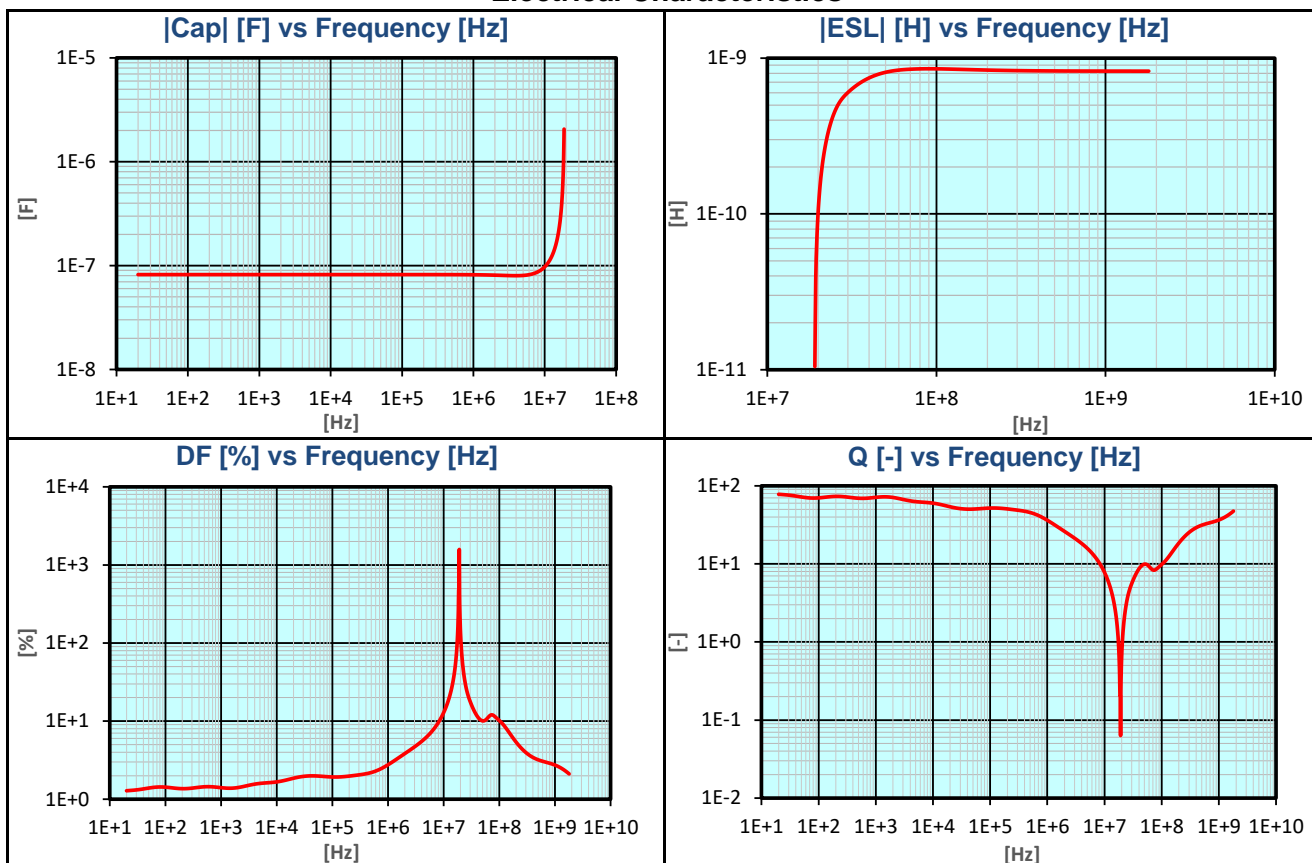 Electrical Characteristics
|Cap| [F] vs Frequency [Hz]
1E-5
1E-6
1E-7
1E-8
[F]
1E+1 1E+2 1E+3 1E+4 1E+5 1E+6 1E+7 1E+8
[Hz]
|ESL| [H] vs Frequency [Hz]
1E-9
1E-10
1E-11
[H]
1E+7 1E+8 1E+9 1E+10
[Hz]
DF [%] vs Frequency [Hz]
1E+4
1E+3
1E+2
1E+1
1E+0
[%]
1E+1 1E+2 1E+3 1E+4 1E+5 1E+6 1E+7 1E+8 1E+9 1E+10
[Hz]
Q [-] vs Frequency [Hz]
1E+2
1E+1
1E+0
1E-1
1E-2
[-]
1E+1 1E+2 1E+3 1E+4 1E+5 1E+6 1E+7 1E+8 1E+9 1E+10
[Hz]